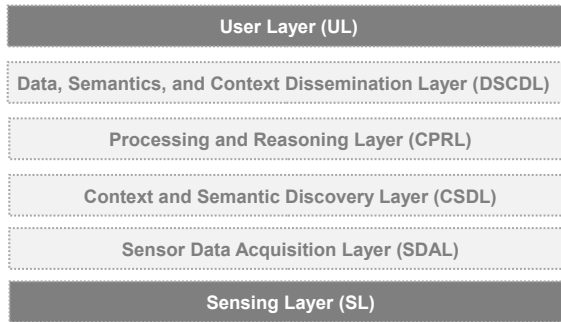 User Layer (UL)
Data, Semantics, and Context Dissemination Layer (DSCDL)
Processing and Reasoning Layer (CPRL)
Context and Semantic Discovery Layer (CSDL)
Sensor Data Acquisition Layer (SDAL)
Sensing Layer (SL)